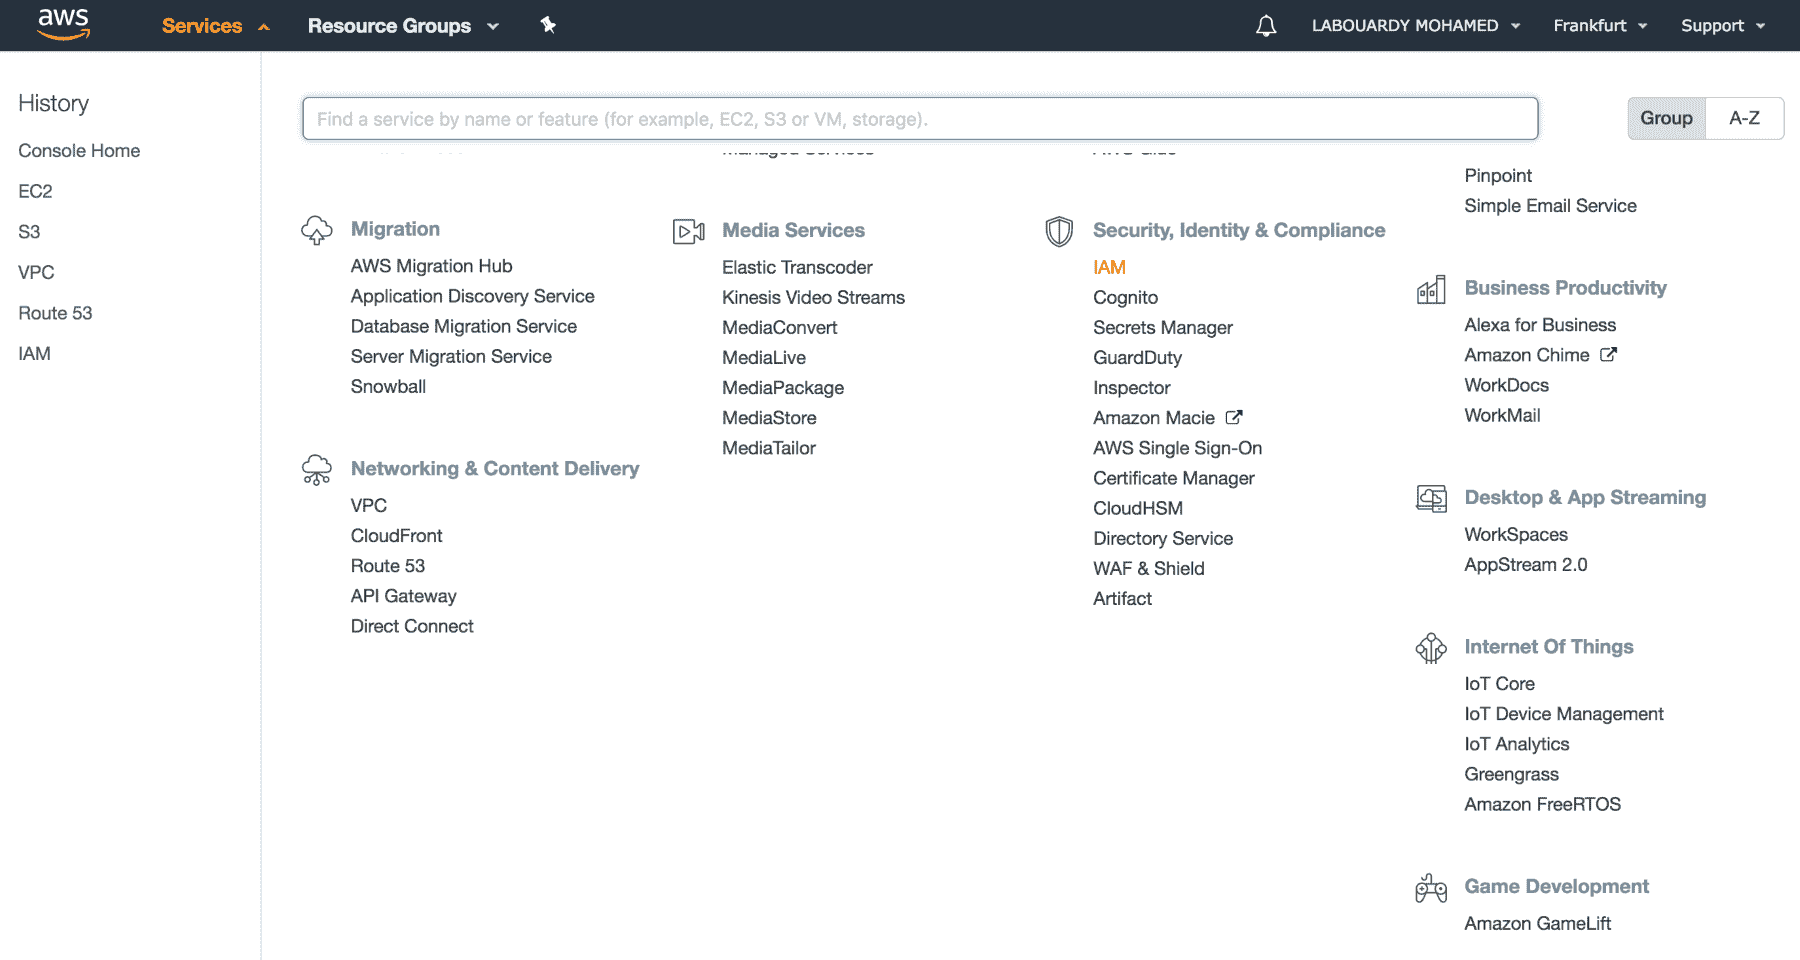 aws
Services
Resource Groups
LABOUARDY MOHAMED
Frankfurt
Support
History
Console Home
EC2
S3
VPC
Route 53
IAM
Find a service by name or feature (for example, EC2, S3 or VM, storage).
Group
A-Z
Managed Services
AWS Glue
Migration
AWS Migration Hub
Application Discovery Service
Database Migration Service
Server Migration Service
Snowball
Networking & Content Delivery
VPC
CloudFront
Route 53
API Gateway
Direct Connect
Media Services
Elastic Transcoder
Kinesis Video Streams
MediaConvert
MediaLive
MediaPackage
MediaStore
MediaTailor
Security, Identity & Compliance
IAM
Cognito
Secrets Manager
GuardDuty
Inspector
Amazon Macie
AWS Single Sign-On
Certificate Manager
CloudHSM
Directory Service
WAF & Shield
Artifact
Pinpoint
Simple Email Service
Business Productivity
Alexa for Business
Amazon Chime
WorkDocs
WorkMail
Desktop & App Streaming
WorkSpaces
AppStream 2.0
Internet Of Things
IoT Core
IoT Device Management
IoT Analytics
Greengrass
Amazon FreeRTOS
Game Development
Amazon GameLift